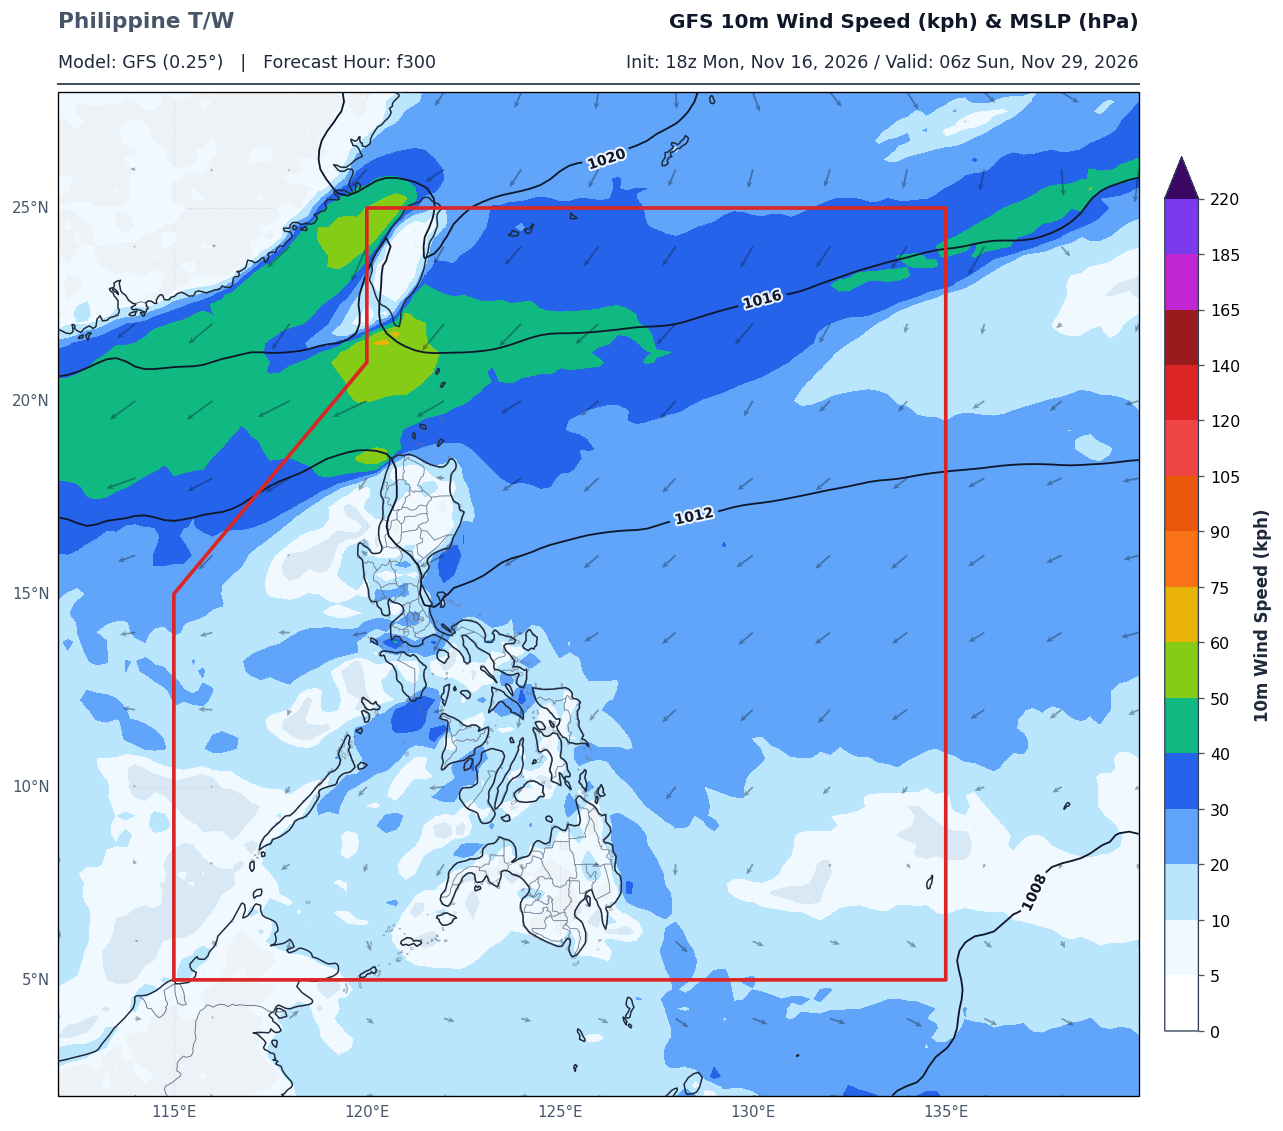 Philippine T/W
GFS 10m Wind Speed (kph) & MSLP (hPa)
Model: GFS (0.25°)   |   Forecast Hour: f300
Init: 18z Mon, Nov 16, 2026 / Valid: 06z Sun, Nov 29, 2026
1020
1016
1012
1008
25°N
20°N
15°N
10°N
5°N
115°E
120°E
125°E
130°E
135°E
220
185
165
140
120
105
90
75
60
50
40
30
20
10
5
0
10m Wind Speed (kph)